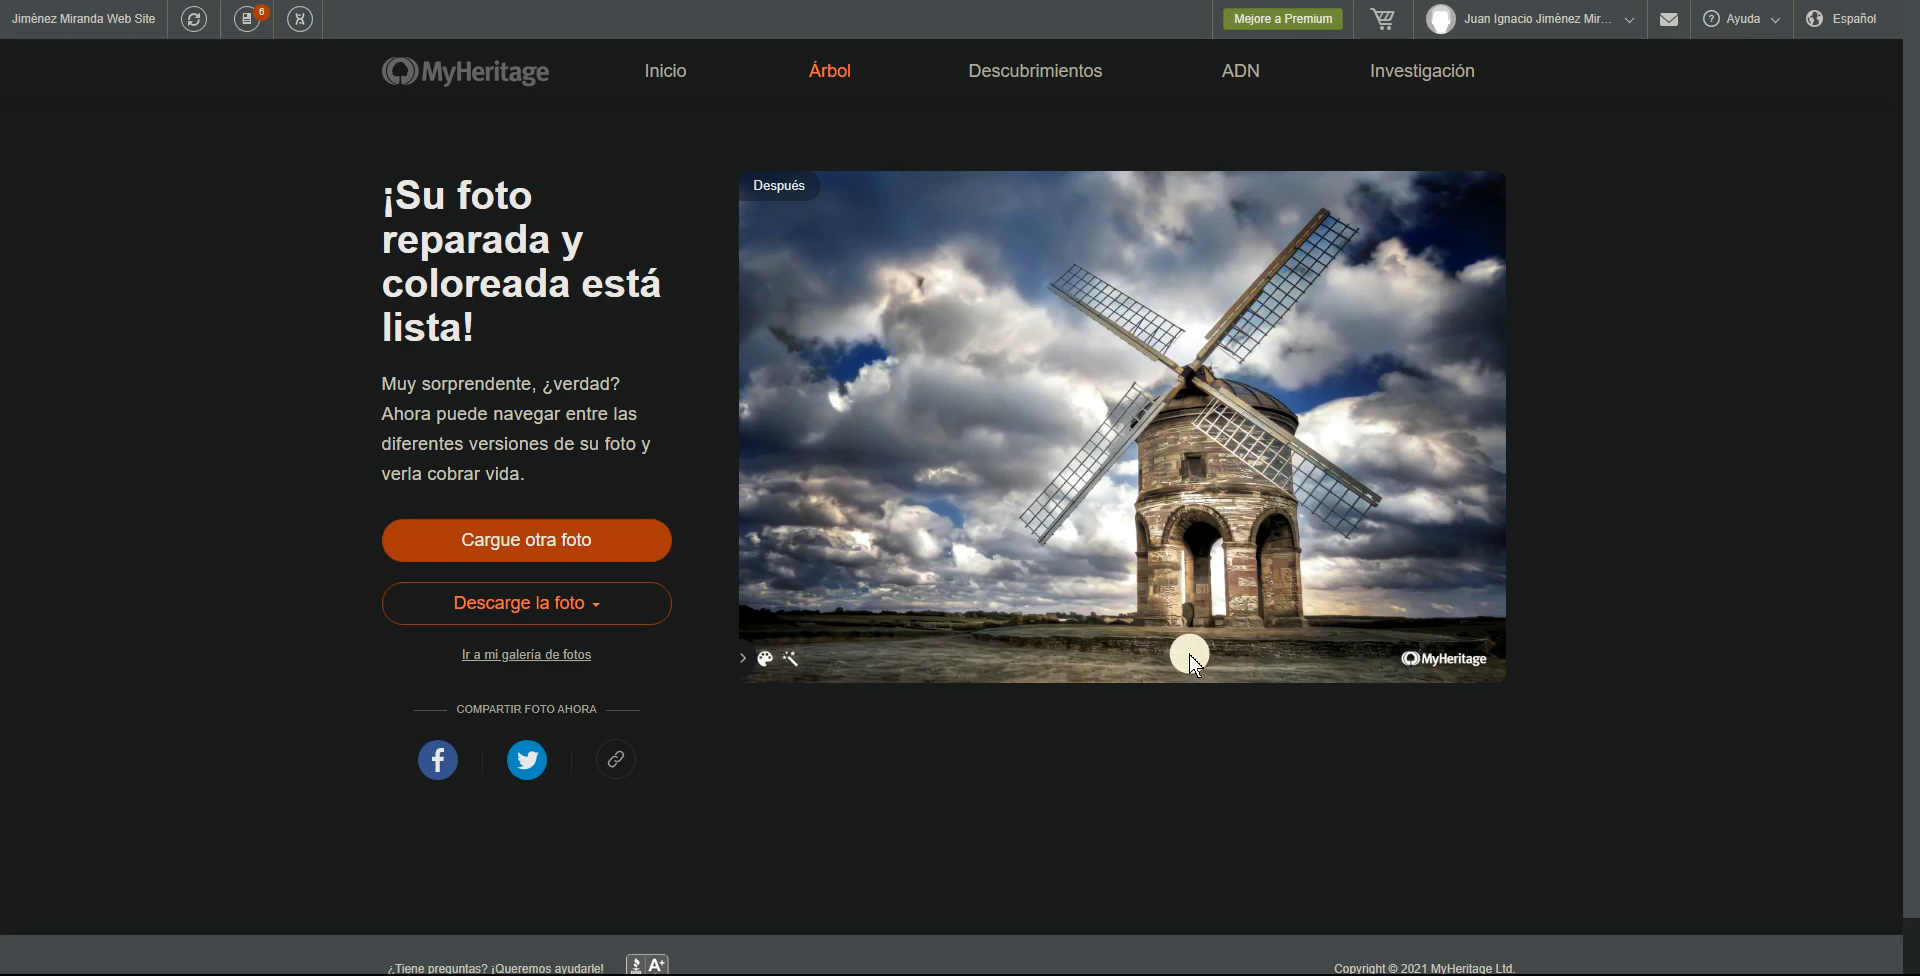 Jiménez Miranda Web Site
6
Mejore a Premium
Juan Ignacio Jiménez Mir...
Ayuda
Español
MyHeritage
Inicio
Árbol
Descubrimientos
ADN
Investigación
¡Su foto
reparada y
coloreada está
lista!
Muy sorprendente, ¿verdad?
Ahora puede navegar entre las
diferentes versiones de su foto y
verla cobrar vida.
Cargue otra foto
Descarge la foto
Ir a mi galería de fotos
COMPARTIR FOTO AHORA
Después
MyHeritage
¿Tiene preguntas? ¡Queremos ayudarle!
A+
Copyright © 2021 MyHeritage Ltd.